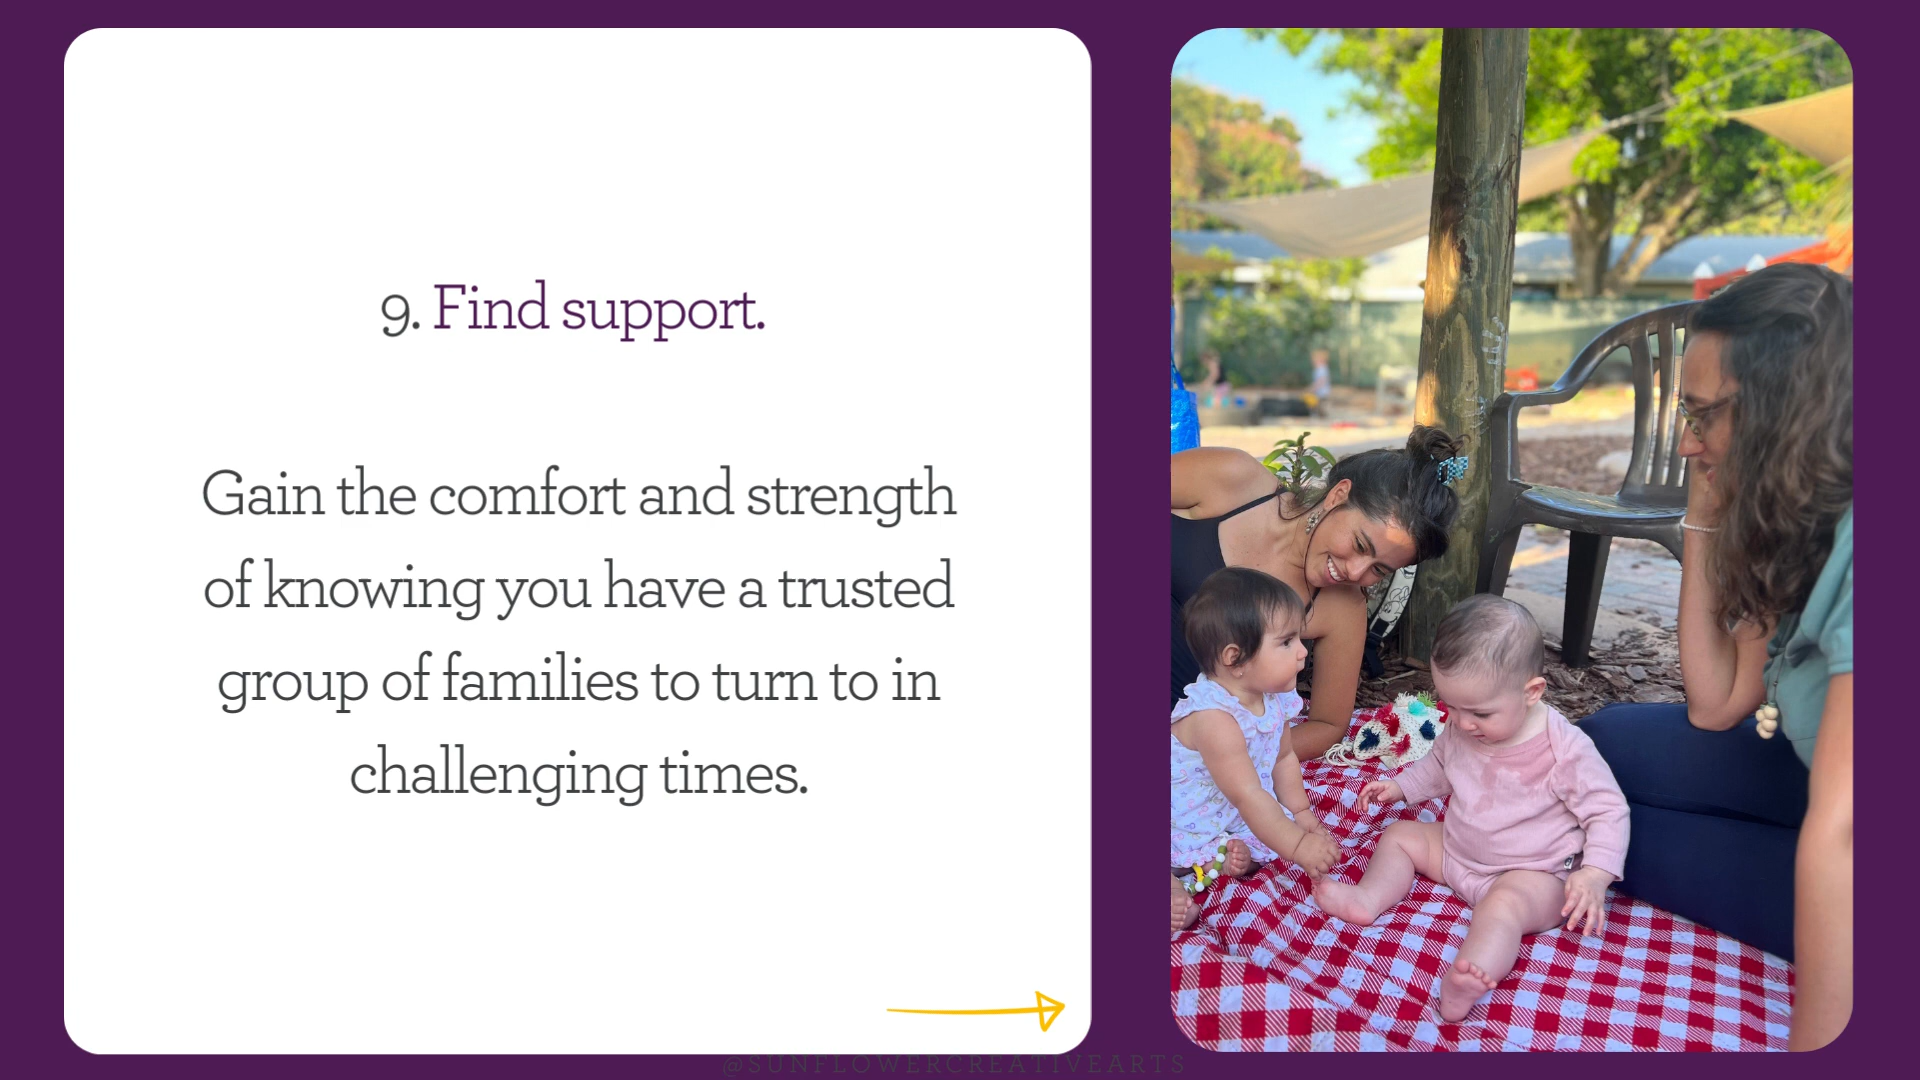 9. Find support.
Gain the comfort and strength
of knowing you have a trusted
group of families to turn to in
challenging times.
@SUNFLOWERCREATIVEARTS